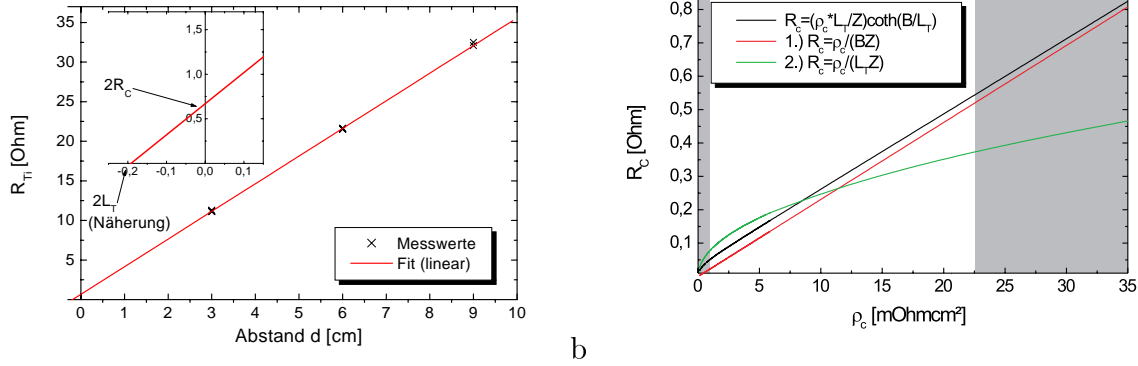 35
30
25
20
15
10
5
R_Ti [Ohm]
1,5
1,0
0,5
-0,2 -0,1 0,0 0,1
2R_C
2L_T
(Näherung)
Messwerte
Fit (linear)
0 1 2 3 4 5 6 7 8 9 10
Abstand d [cm]
b
0,8
0,7
0,6
0,5
0,4
0,3
0,2
0,1
R_C [Ohm]
R_c=(ρ_c*L_T/Z)coth(B/L_T)
1.) R_c=ρ_c/(BZ)
2.) R_c=ρ_c/(L_TZ)
0 5 10 15 20 25 30 35
ρ_c [mOhmcm²]